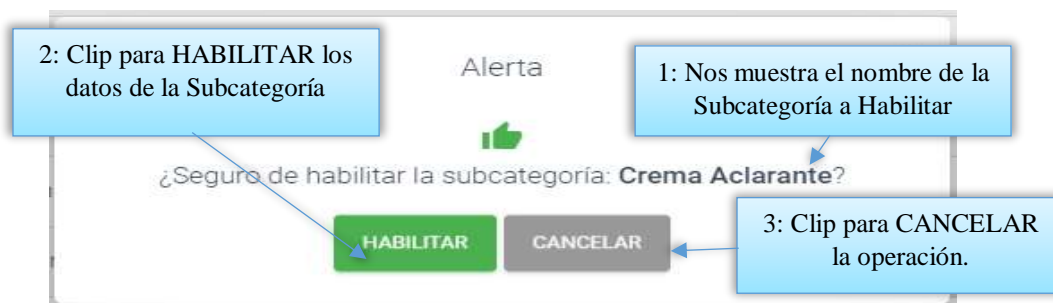 2: Clip para HABILITAR los
datos de la Subcategoría
Alerta
1: Nos muestra el nombre de la
Subcategoría a Habilitar
¿Seguro de habilitar la subcategoría: Crema Aclarante?
HABILITAR
CANCELAR
3: Clip para CANCELAR
la operación.